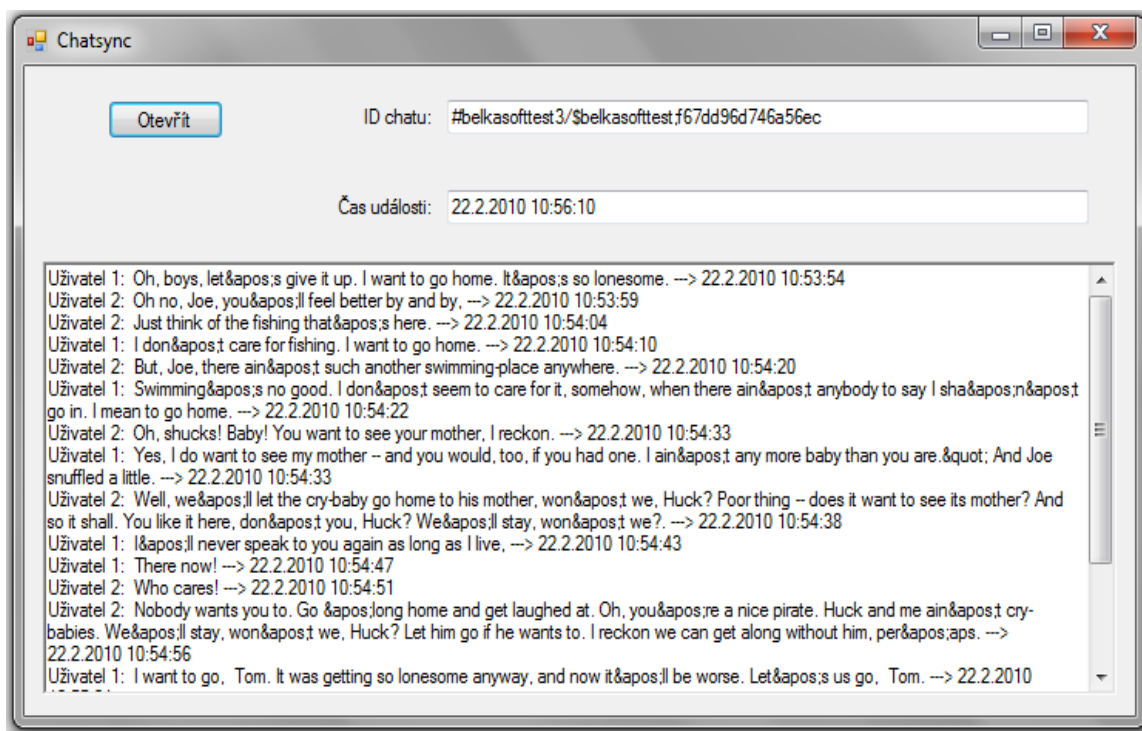 Chatsync
Otevřít
ID chatu:
#belkasofttest3/$belkasofttest;f67dd96d746a56ec
Čas události:
22.2.2010 10:56:10
Uživatel 1:  Oh, boys, let&apos;s give it up. I want to go home. It&apos;s so lonesome. ---> 22.2.2010 10:53:54
Uživatel 2:  Oh no, Joe, you&apos;ll feel better by and by, ---> 22.2.2010 10:53:59
Uživatel 2:  Just think of the fishing that&apos;s here. ---> 22.2.2010 10:54:04
Uživatel 1:  I don&apos;t care for fishing. I want to go home. ---> 22.2.2010 10:54:10
Uživatel 2:  But, Joe, there ain&apos;t such another swimming-place anywhere. ---> 22.2.2010 10:54:20
Uživatel 1:  Swimming&apos;s no good. I don&apos;t seem to care for it, somehow, when there ain&apos;t anybody to say I sha&apos;n&apos;t
go in. I mean to go home. ---> 22.2.2010 10:54:22
Uživatel 2:  Oh, shucks! Baby! You want to see your mother, I reckon. ---> 22.2.2010 10:54:33
Uživatel 1:  Yes, I do want to see my mother -- and you would, too, if you had one. I ain&apos;t any more baby than you are.&quot; And Joe
snuffled a little. ---> 22.2.2010 10:54:33
Uživatel 2:  Well, we&apos;ll let the cry-baby go home to his mother, won&apos;t we, Huck? Poor thing -- does it want to see its mother? And
so it shall. You like it here, don&apos;t you, Huck? We&apos;ll stay, won&apos;t we?. ---> 22.2.2010 10:54:38
Uživatel 1:  I&apos;ll never speak to you again as long as I live, ---> 22.2.2010 10:54:43
Uživatel 1:  There now! ---> 22.2.2010 10:54:47
Uživatel 2:  Who cares! ---> 22.2.2010 10:54:51
Uživatel 2:  Nobody wants you to. Go &apos;long home and get laughed at. Oh, you&apos;re a nice pirate. Huck and me ain&apos;t cry-
babies. We&apos;ll stay, won&apos;t we, Huck? Let him go if he wants to. I reckon we can get along without him, per&apos;aps. --->
22.2.2010 10:54:56
Uživatel 1:  I want to go,  Tom. It was getting so lonesome anyway, and now it&apos;ll be worse. Let&apos;s us go,  Tom. ---> 22.2.2010